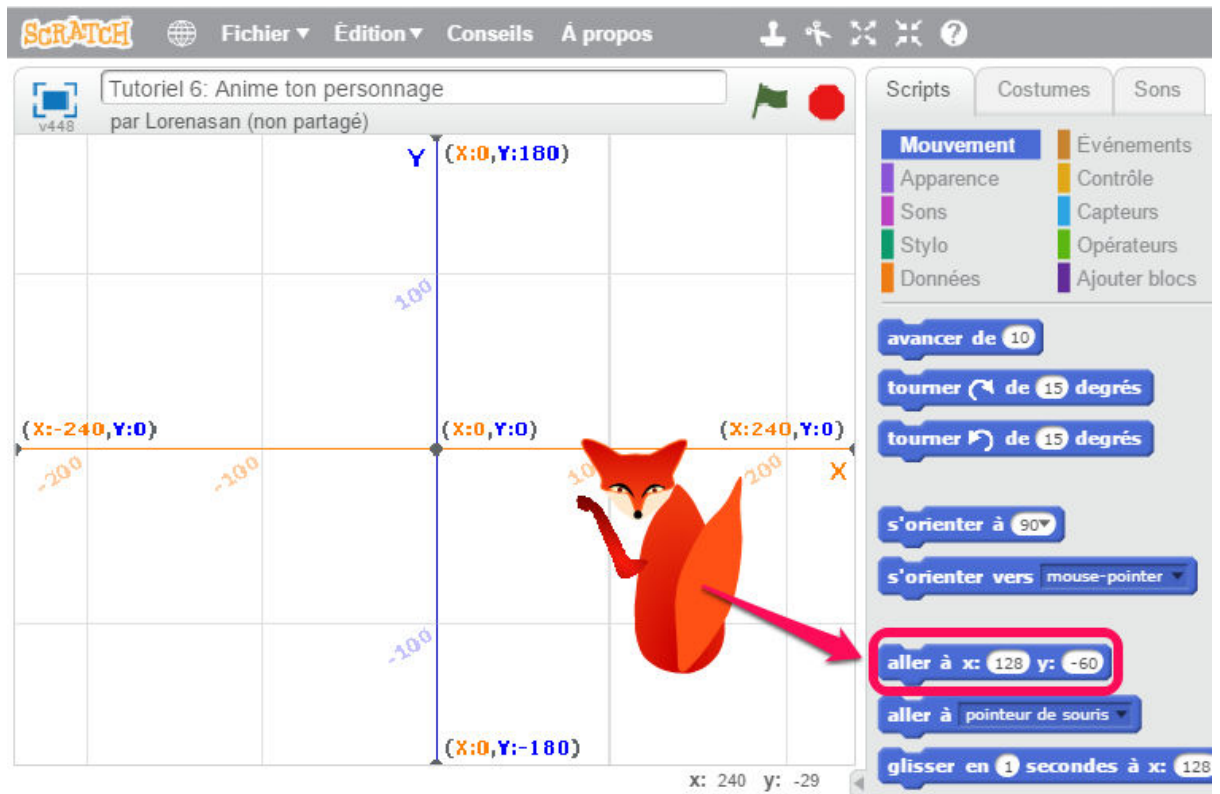 SCRATCH Fichier▼ Édition▼ Conseils À propos
Tutoriel 6: Anime ton personnage
v448
par Lorenasan (non partagé)
Y (X:0,Y:180)
100
(X:-240,Y:0) (X:0,Y:0) (X:240,Y:0)
-200 -100 200 X
-100
(X:0,Y:-180)
x: 240 y: -29
Scripts Costumes Sons
Mouvement Événements
Apparence Contrôle
Sons Capteurs
Stylo Opérateurs
Données Ajouter blocs
avancer de 10
tourner de 15 degrés
tourner de 15 degrés
s'orienter à 90▼
s'orienter vers mouse-pointer
aller à x: 128 y: -60
aller à pointeur de souris
glisser en 1 secondes à x: 128